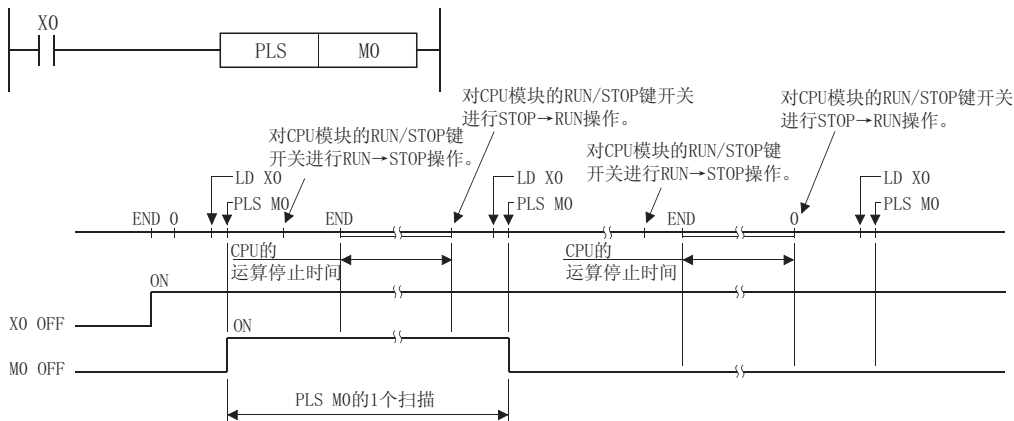 X0
PLS M0
对CPU模块的RUN/STOP键开关
进行STOP→RUN操作。
对CPU模块的RUN/STOP键开关
进行STOP→RUN操作。
对CPU模块的RUN/STOP键
开关进行RUN→STOP操作。
对CPU模块的RUN/STOP键
开关进行RUN→STOP操作。
LD X0
PLS M0
LD X0
PLS M0
LD X0
PLS M0
END 0
END
END
0
CPU的
运算停止时间
CPU的
运算停止时间
ON
X0 OFF
ON
M0 OFF
PLS M0的1个扫描